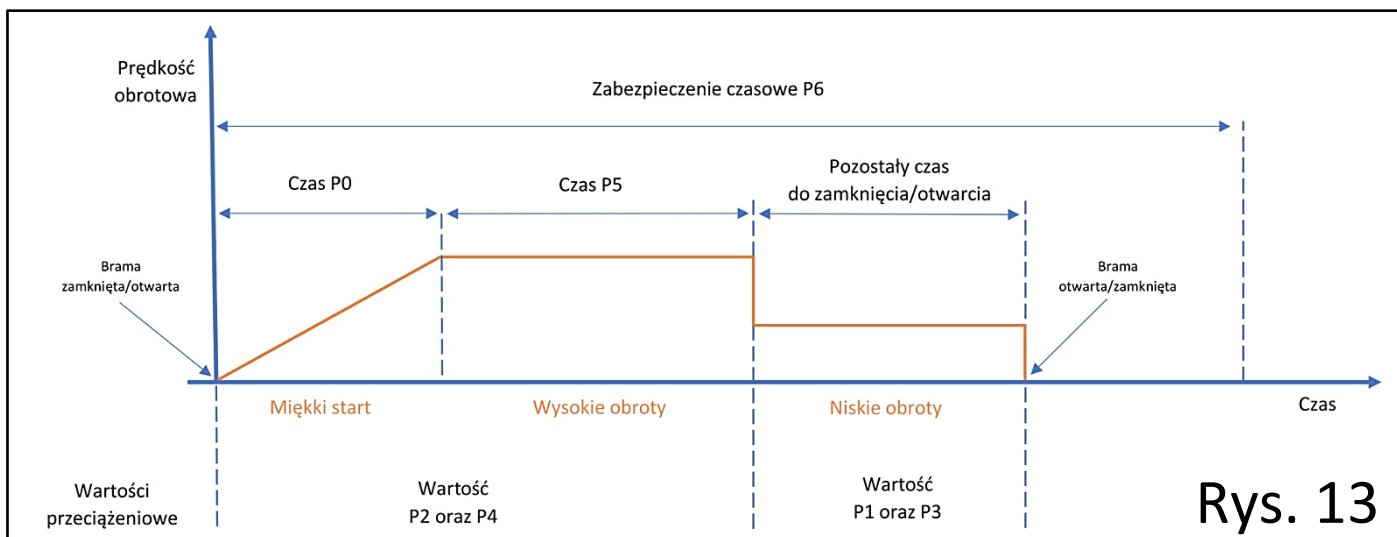 Prędkość
obrotowa
Zabezpieczenie czasowe P6
Czas P0
Czas P5
Pozostały czas
do zamknięcia/otwarcia
Brama
zamknięta/otwarta
Brama
otwarta/zamknięta
Miękki start
Wysokie obroty
Niskie obroty
Czas
Wartości
przeciążeniowe
Wartość
P2 oraz P4
Wartość
P1 oraz P3
Rys. 13